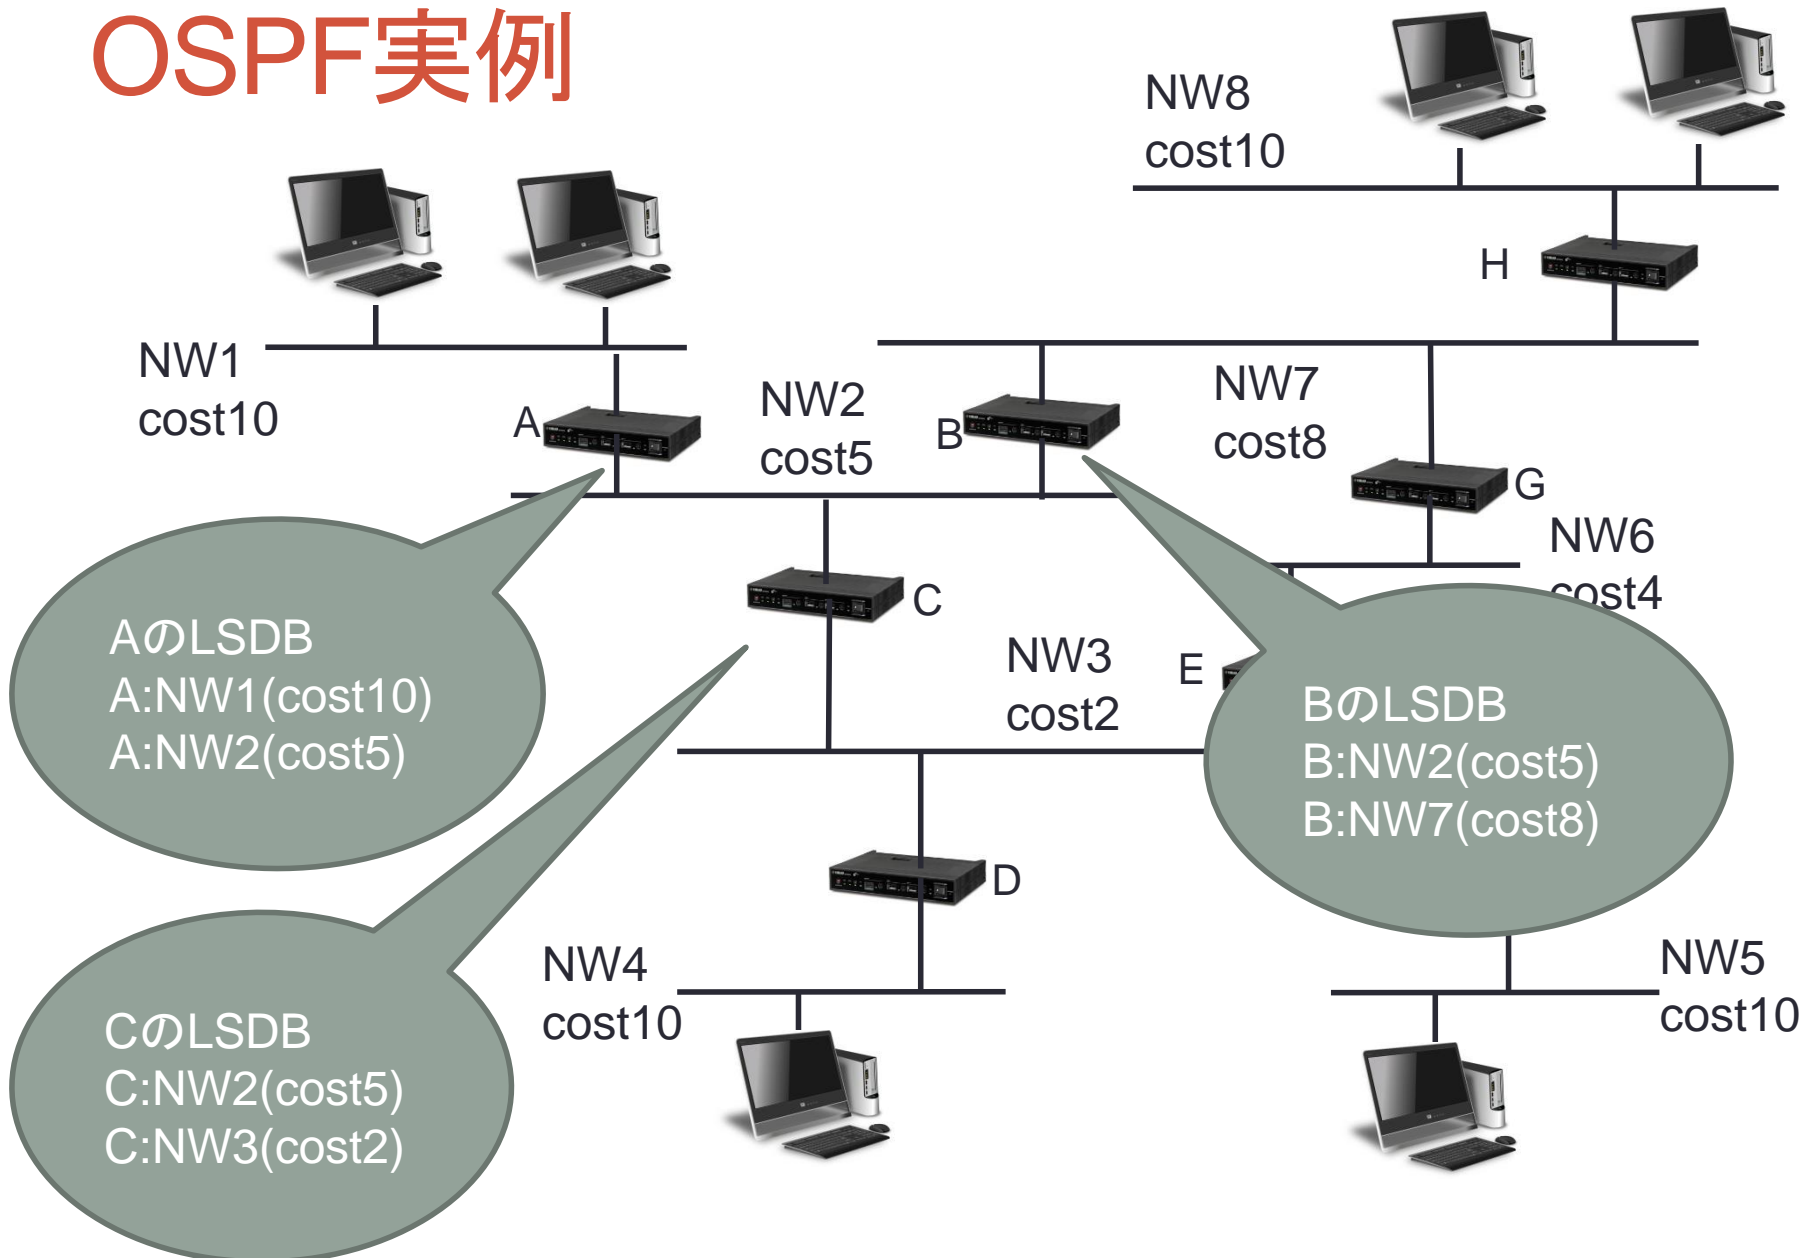 OSPF実例
NW8
cost10
H
NW1
cost10
A
NW2
cost5
B
NW7
cost8
G
NW6
cost4
C
NW3
cost2
E
AのLSDB
A:NW1(cost10)
A:NW2(cost5)
BのLSDB
B:NW2(cost5)
B:NW7(cost8)
D
NW4
cost10
NW5
cost10
CのLSDB
C:NW2(cost5)
C:NW3(cost2)